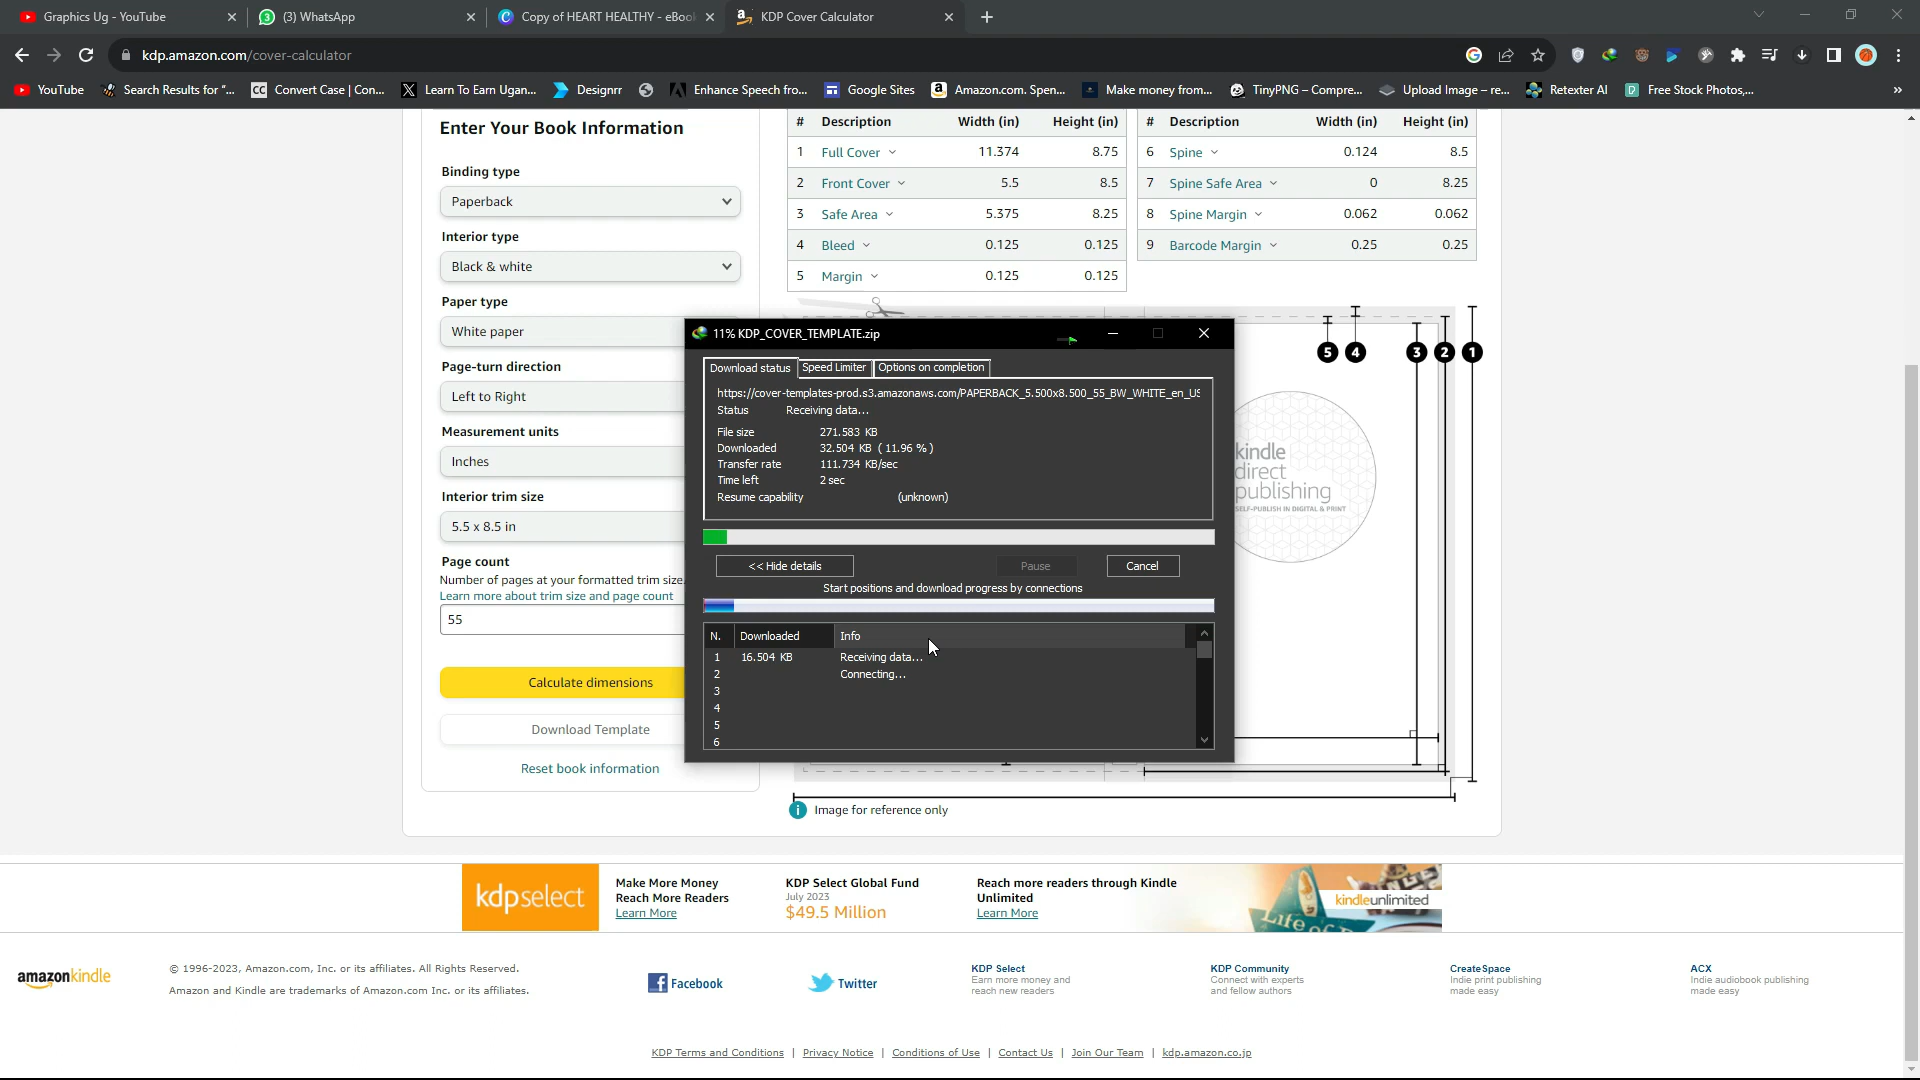 Graphics Ug - YouTube
(3) WhatsApp
Copy of HEART HEALTHY - eBoo
KDP Cover Calculator
kdp.amazon.com/cover-calculator
YouTube
Search Results for "...
Convert Case | Con...
Learn To Earn Ugan...
Designrr
Enhance Speech fro...
Google Sites
Amazon.com. Spen...
Make money from...
TinyPNG – Compre...
Upload Image – re...
Retexter AI
Free Stock Photos,...
»
Enter Your Book Information
Binding type
Paperback
Interior type
Black & white
Paper type
White paper
Page-turn direction
Left to Right
Measurement units
Inches
Interior trim size
5.5 x 8.5 in
Page count
Number of pages at your formatted trim size.
Learn more about trim size and page count
55
Calculate dimensions
Download Template
Reset book information
# Description Width (in) Height (in)
1 Full Cover 11.374 8.75
2 Front Cover 5.5 8.5
3 Safe Area 5.375 8.25
4 Bleed 0.125 0.125
5 Margin 0.125 0.125
# Description Width (in) Height (in)
6 Spine 0.124 8.5
7 Spine Safe Area 0 8.25
8 Spine Margin 0.062 0.062
9 Barcode Margin 0.25 0.25
5 4 3 2 1
kindle
direct
publishing
SELF-PUBLISH IN DIGITAL & PRINT
11% KDP_COVER_TEMPLATE.zip
Download status
Speed Limiter
Options on completion
https://cover-templates-prod.s3.amazonaws.com/PAPERBACK_5.500x8.500_55_BW_WHITE_en_US
Status Receiving data...
File size 271.583 KB
Downloaded 32.504 KB ( 11.96 % )
Transfer rate 111.734 KB/sec
Time left 2 sec
Resume capability (unknown)
<< Hide details
Pause
Cancel
Start positions and download progress by connections
N. Downloaded Info
1 16.504 KB Receiving data...
2 Connecting...
3
4
5
6
i Image for reference only
kdpselect
Make More Money
Reach More Readers
Learn More
KDP Select Global Fund
July 2023
$49.5 Million
Reach more readers through Kindle
Unlimited
Learn More
kindleunlimited
amazonkindle
© 1996-2023, Amazon.com, Inc. or its affiliates. All Rights Reserved.
Amazon and Kindle are trademarks of Amazon.com Inc. or its affiliates.
Facebook
Twitter
KDP Select
Earn more money and
reach new readers
KDP Community
Connect with experts
and fellow authors
CreateSpace
Indie print publishing
made easy
ACX
Indie audiobook publishing
made easy
KDP Terms and Conditions | Privacy Notice | Conditions of Use | Contact Us | Join Our Team | kdp.amazon.co.jp